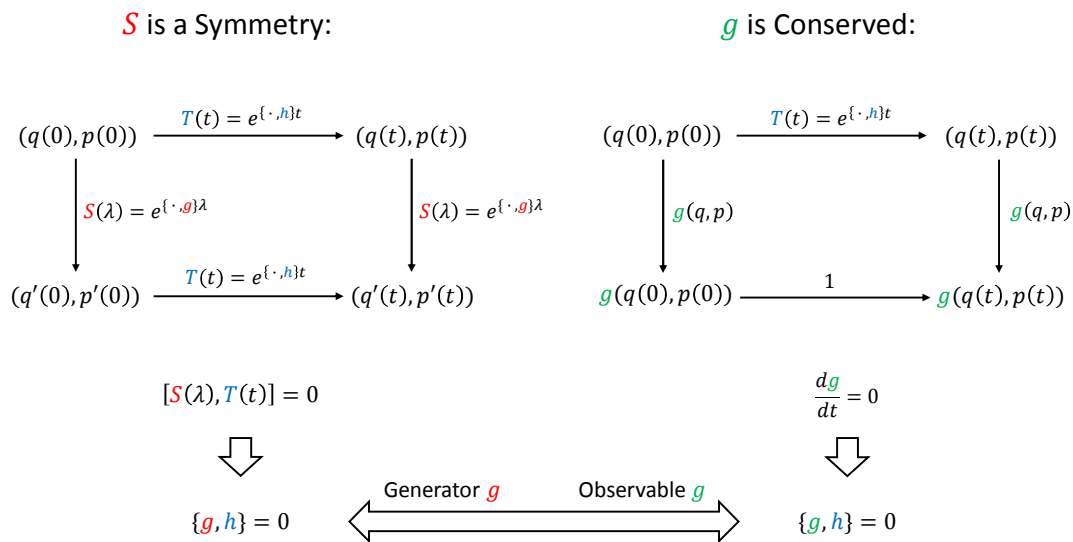 S is a Symmetry:
g is Conserved:
T(t) = e^{{ · ,h}t}
(q(0), p(0))
(q(t), p(t))
S(λ) = e^{{ · ,g}λ}
S(λ) = e^{{ · ,g}λ}
T(t) = e^{{ · ,h}t}
(q′(0), p′(0))
(q′(t), p′(t))
T(t) = e^{{ · ,h}t}
(q(0), p(0))
(q(t), p(t))
g(q, p)
g(q, p)
1
g(q(0), p(0))
g(q(t), p(t))
[S(λ), T(t)] = 0
dg/dt = 0
Generator g
Observable g
{g, h} = 0
{g, h} = 0